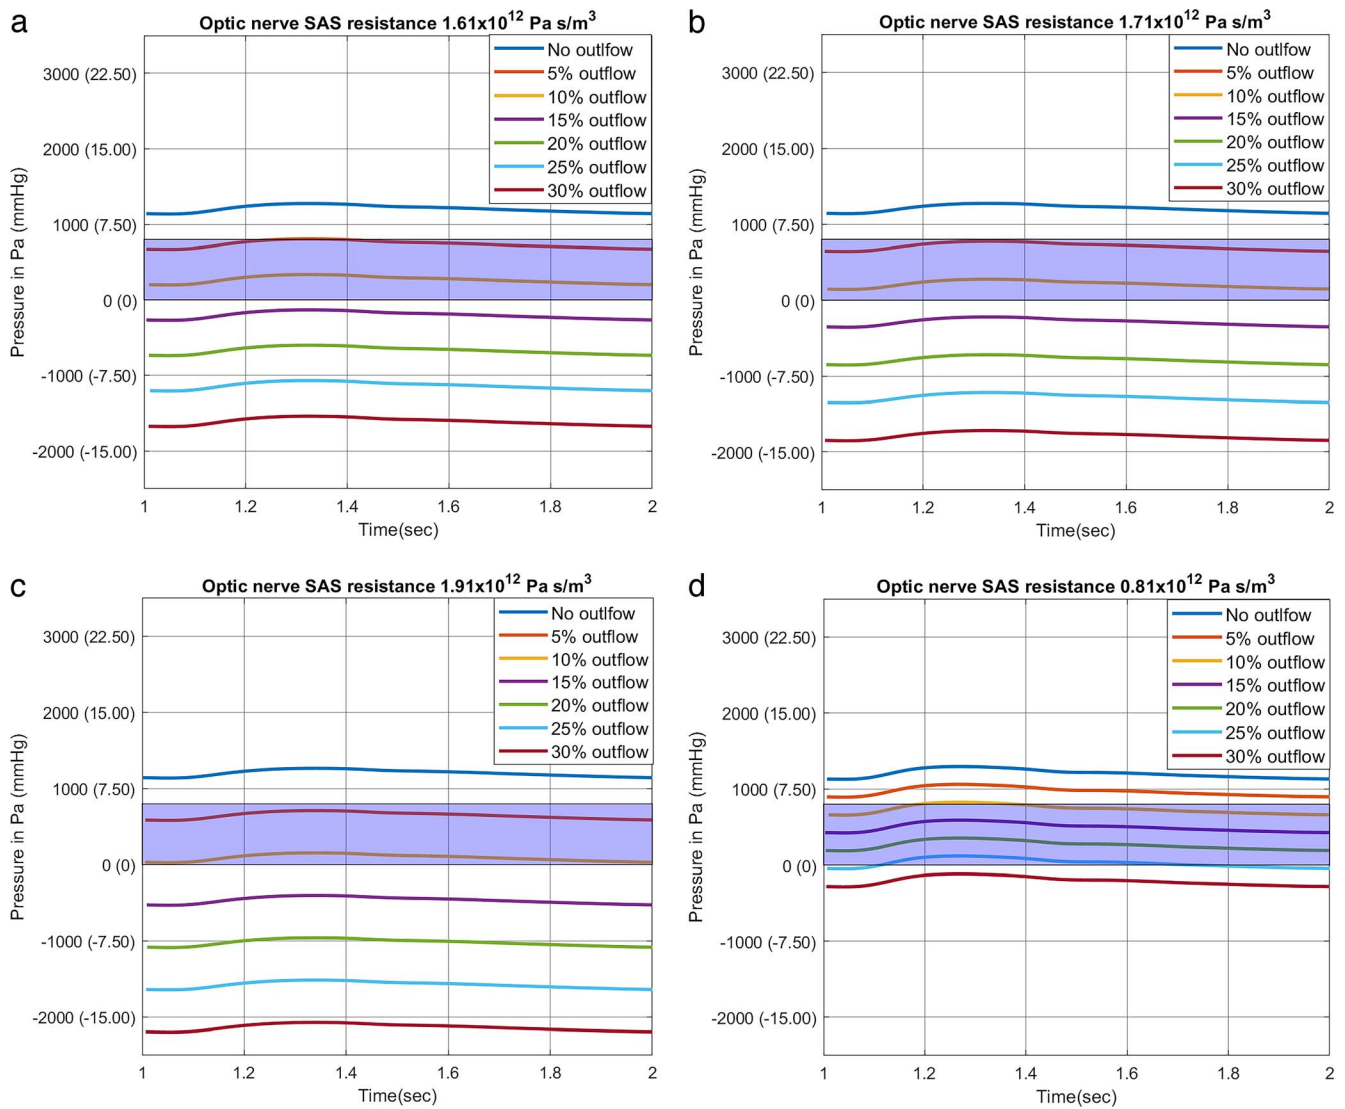 a
Optic nerve SAS resistance 1.61x10^12 Pa s/m^3
No outlfow
5% outflow
10% outflow
15% outflow
20% outflow
25% outflow
30% outflow
3000 (22.50)
2000 (15.00)
1000 (7.50)
0 (0)
-1000 (-7.50)
-2000 (-15.00)
Pressure in Pa (mmHg)
1 1.2 1.4 1.6 1.8 2
Time(sec)
b
Optic nerve SAS resistance 1.71x10^12 Pa s/m^3
No outlfow
5% outflow
10% outflow
15% outflow
20% outflow
25% outflow
30% outflow
3000 (22.50)
2000 (15.00)
1000 (7.50)
0 (0)
-1000 (-7.50)
-2000 (-15.00)
Pressure in Pa (mmHg)
1 1.2 1.4 1.6 1.8 2
Time(sec)
c
Optic nerve SAS resistance 1.91x10^12 Pa s/m^3
No outlfow
5% outflow
10% outflow
15% outflow
20% outflow
25% outflow
30% outflow
3000 (22.50)
2000 (15.00)
1000 (7.50)
0 (0)
-1000 (-7.50)
-2000 (-15.00)
Pressure in Pa (mmHg)
1 1.2 1.4 1.6 1.8 2
Time(sec)
d
Optic nerve SAS resistance 0.81x10^12 Pa s/m^3
No outlfow
5% outflow
10% outflow
15% outflow
20% outflow
25% outflow
30% outflow
3000 (22.50)
2000 (15.00)
1000 (7.50)
0 (0)
-1000 (-7.50)
-2000 (-15.00)
Pressure in Pa (mmHg)
1 1.2 1.4 1.6 1.8 2
Time(sec)